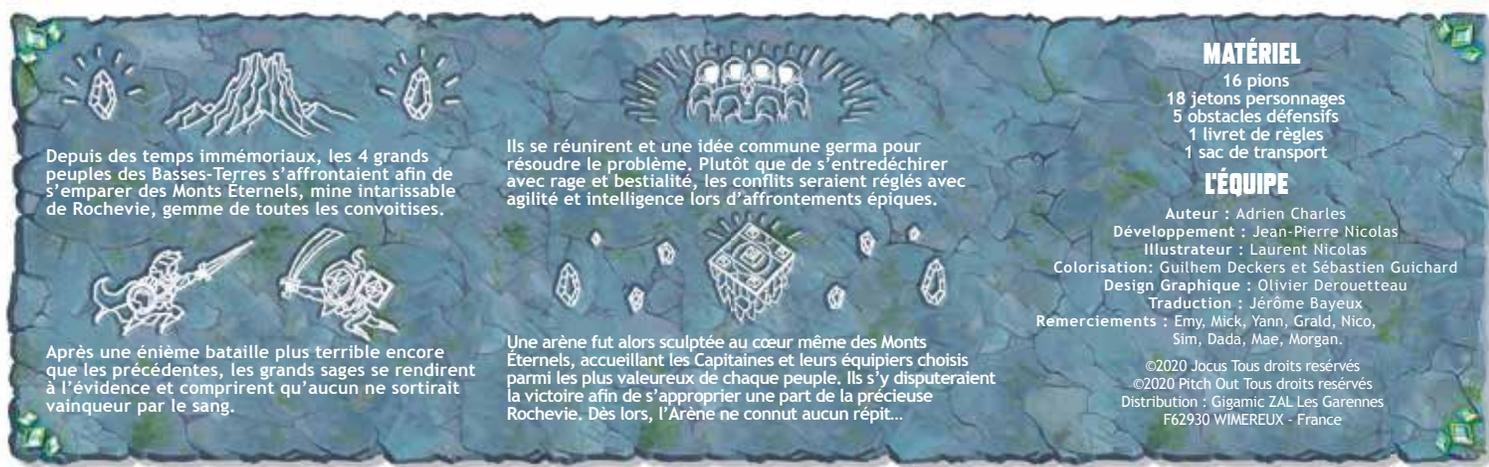 Depuis des temps immémoriaux, les 4 grands
peuples des Basses-Terres s'affrontaient afin de
s'emparer des Monts Éternels, mine intarissable
de Rochevie, gemme de toutes les convoitises.
Après une énième bataille plus terrible encore
que les précédentes, les grands sages se rendirent
à l'évidence et comprirent qu'aucun ne sortirait
vainqueur par le sang.
Ils se réunirent et une idée commune germa pour
résoudre le problème. Plutôt que de s'entredéchirer
avec rage et bestialité, les conflits seraient réglés avec
agilité et intelligence lors d'affrontements épiques.
Une arène fut alors sculptée au cœur même des Monts
Éternels, accueillant les Capitaines et leurs équipiers choisis
parmi les plus valeureux de chaque peuple. Ils s'y disputeraient
la victoire afin de s'approprier une part de la précieuse
Rochevie. Dès lors, l'Arène ne connut aucun répit...
MATÉRIEL
16 pions
18 jetons personnages
5 obstacles défensifs
1 livret de règles
1 sac de transport
L'ÉQUIPE
Auteur : Adrien Charles
Développement : Jean-Pierre Nicolas
Illustrateur : Laurent Nicolas
Colorisation: Guilhem Deckers et Sébastien Guichard
Design Graphique : Olivier Derouetteau
Traduction : Jérôme Bayeux
Remerciements : Emy, Mick, Yann, Grald, Nico,
Sim, Dada, Mae, Morgan.
©2020 Jocus Tous droits resérvés
©2020 Pitch Out Tous droits resérvés
Distribution : Gigamic ZAL Les Garennes
F62930 WIMEREUX - France